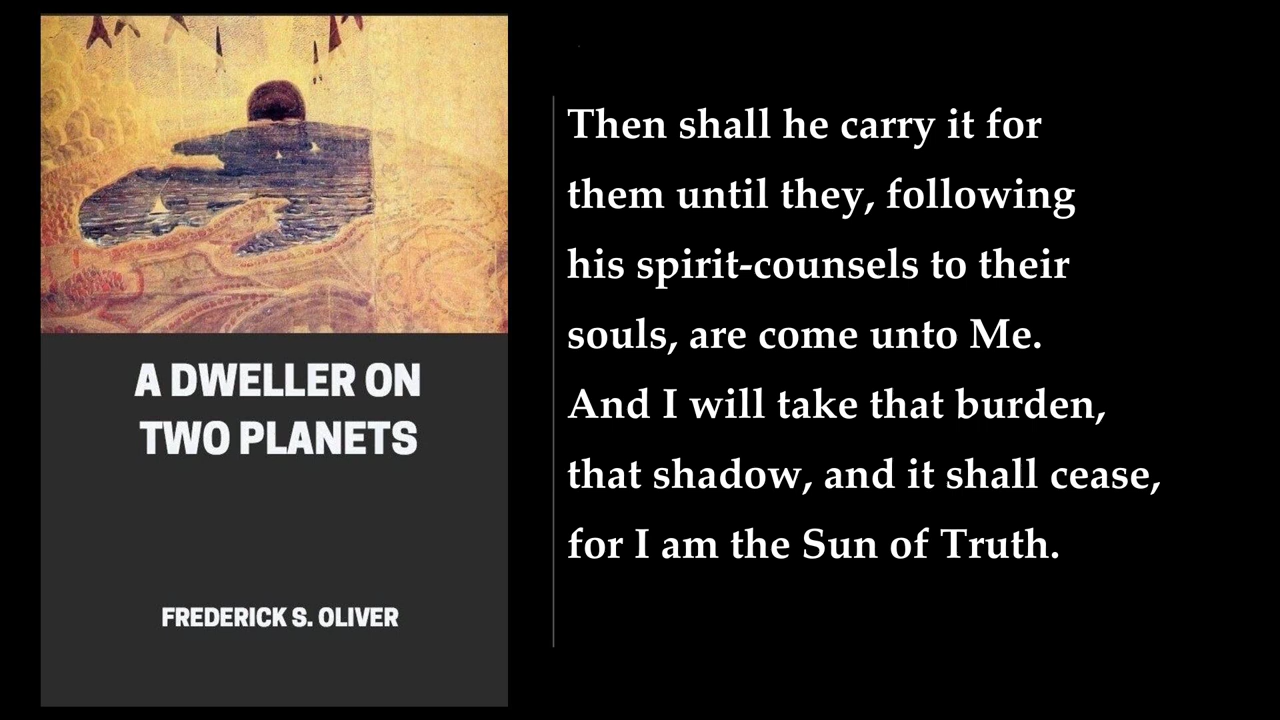 A DWELLER ON
TWO PLANETS
FREDERICK S. OLIVER
Then shall he carry it for
them until they, following
his spirit-counsels to their
souls, are come unto Me.
And I will take that burden,
that shadow, and it shall cease,
for I am the Sun of Truth.